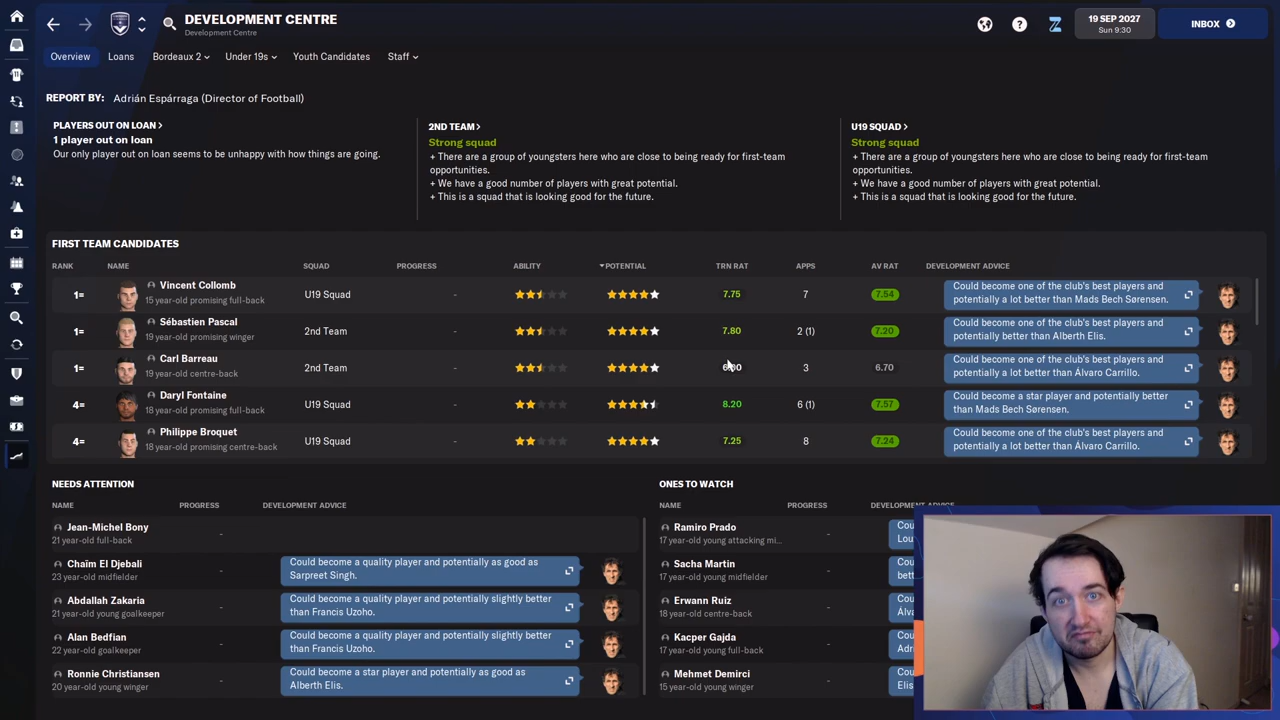 DEVELOPMENT CENTRE
Development Centre
19 SEP 2027
Sun 9:30
INBOX
Overview
Loans
Bordeaux 2
Under 19s
Youth Candidates
Staff
REPORT BY: Adrián Espárraga (Director of Football)
PLAYERS OUT ON LOAN >
1 player out on loan
Our only player out on loan seems to be unhappy with how things are going.
2ND TEAM >
Strong squad
+ There are a group of youngsters here who are close to being ready for first-team
opportunities.
+ We have a good number of players with great potential.
+ This is a squad that is looking good for the future.
U19 SQUAD >
Strong squad
+ There are a group of youngsters here who are close to being ready for first-team
opportunities.
+ We have a good number of players with great potential.
+ This is a squad that is looking good for the future.
FIRST TEAM CANDIDATES
RANK NAME SQUAD PROGRESS ABILITY POTENTIAL TRN RAT APPS AV RAT DEVELOPMENT ADVICE
1= Vincent Collomb U19 Squad - 7.75 7 7.54
15 year-old promising full-back
Could become one of the club's best players and
potentially a lot better than Mads Bech Sørensen.
1= Sébastien Pascal 2nd Team - 7.80 2 (1) 7.20
19 year-old promising winger
Could become one of the club's best players and
potentially better than Alberth Elis.
1= Carl Barreau 2nd Team - 3 6.70
19 year-old centre-back
Could become one of the club's best players and
potentially a lot better than Álvaro Carrillo.
4= Daryl Fontaine U19 Squad - 8.20 6 (1) 7.57
18 year-old promising full-back
Could become a star player and potentially better
than Mads Bech Sørensen.
4= Philippe Broquet U19 Squad - 7.25 8 7.24
18 year-old promising centre-back
Could become one of the club's best players and
potentially a lot better than Álvaro Carrillo.
NEEDS ATTENTION
NAME PROGRESS DEVELOPMENT ADVICE
Jean-Michel Bony -
21 year-old full-back
Chaïm El Djebali -
23 year-old midfielder
Could become a quality player and potentially as good as
Sarpreet Singh.
Abdallah Zakaria -
21 year-old young goalkeeper
Could become a quality player and potentially slightly better
than Francis Uzoho.
Alan Bedfian -
22 year-old goalkeeper
Could become a quality player and potentially slightly better
than Francis Uzoho.
Ronnie Christiansen -
20 year-old young winger
Could become a star player and potentially as good as
Alberth Elis.
ONES TO WATCH
NAME PROGRESS DEVELOPMENT ADVICE
Ramiro Prado -
17 year-old young attacking mi...
Cou
Lou
Sacha Martin -
17 year-old young midfielder
Cou
bett
Erwann Ruiz -
18 year-old centre-back
Cou
Álva
Kacper Gajda -
17 year-old young full-back
Cou
Adri
Mehmet Demirci -
15 year-old young winger
Cou
Elis